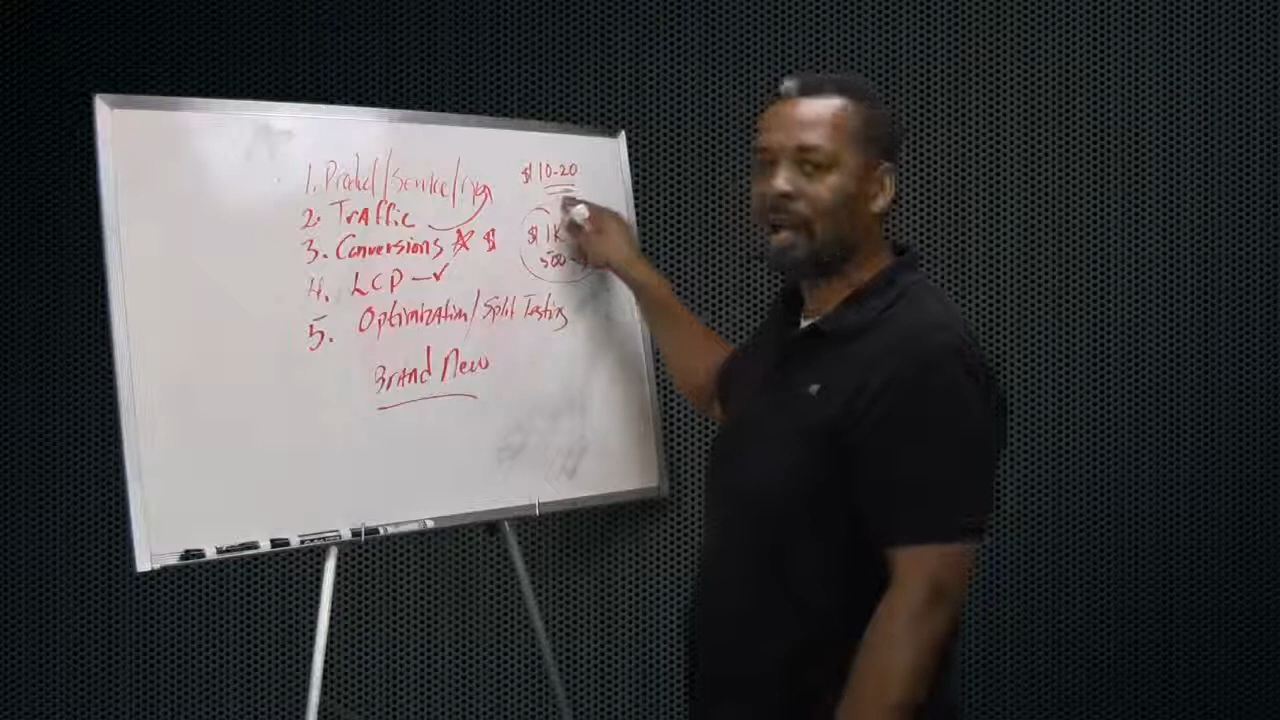 1. Product/Service/
2. Traffic
3. Conversions $
4. LCP - ✓
5. Optimization/Split Testing
Brand New
$ 10-20
$ 1K
500 -